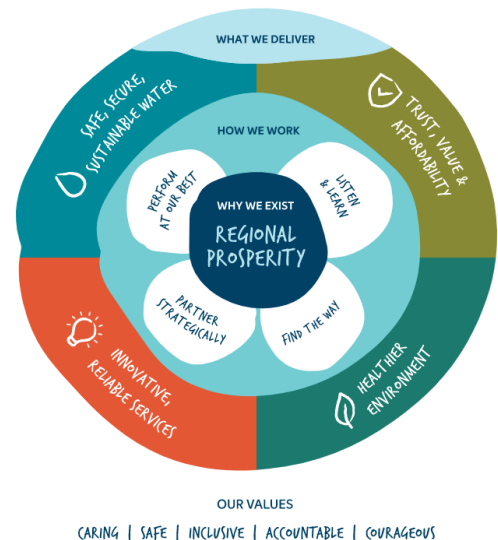 WHAT WE DELIVER
SAFE, SECURE,
SUSTAINABLE WATER
TRUST, VALUE &
AFFORDABILITY
HOW WE WORK
PERFORM
AT OUR BEST
LISTEN
& LEARN
WHY WE EXIST
REGIONAL
PROSPERITY
PARTNER
STRATEGICALLY
FIND THE WAY
INNOVATIVE,
RELIABLE SERVICES
HEALTHIER
ENVIRONMENT
OUR VALUES
CARING | SAFE | INCLUSIVE | ACCOUNTABLE | COURAGEOUS